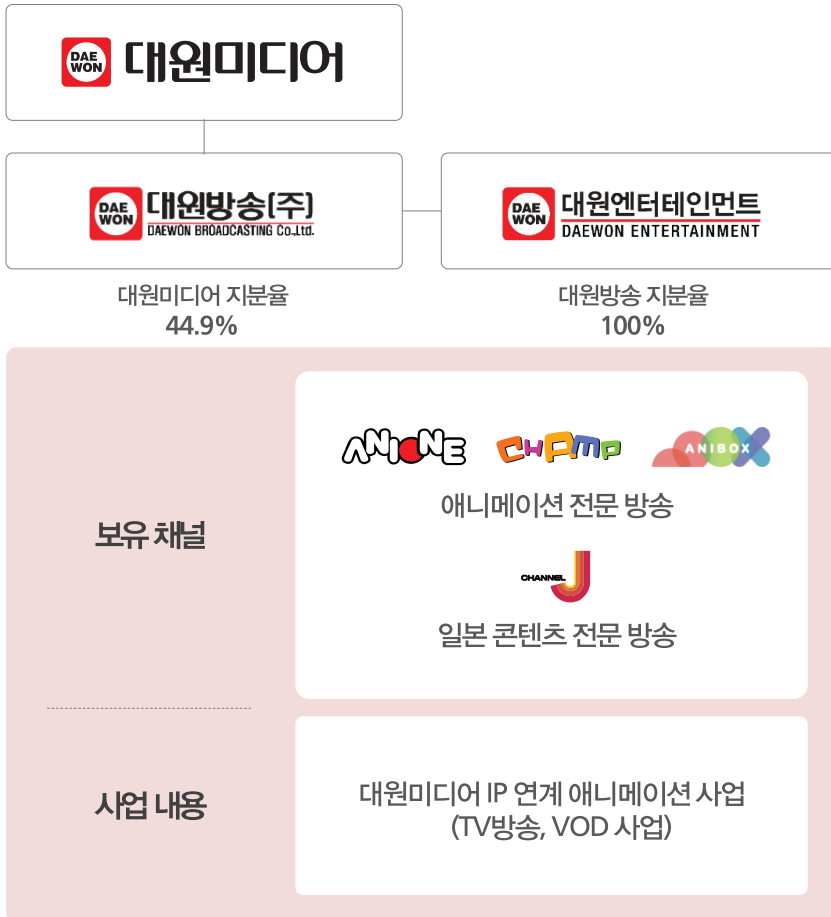 DAE
WON
대원미디어
DAE
WON
대원방송(주)
DAEWON BROADCASTING Co.,Ltd.
DAE
WON
대원엔터테인먼트
DAEWON ENTERTAINMENT
대원미디어 지분율
44.9%
대원방송 지분율
100%
보유 채널
ANIONE
CHAMP
ANIBOX
애니메이션 전문 방송
CHANNEL J
일본 콘텐츠 전문 방송
사업 내용
대원미디어 IP 연계 애니메이션 사업
(TV방송, VOD 사업)